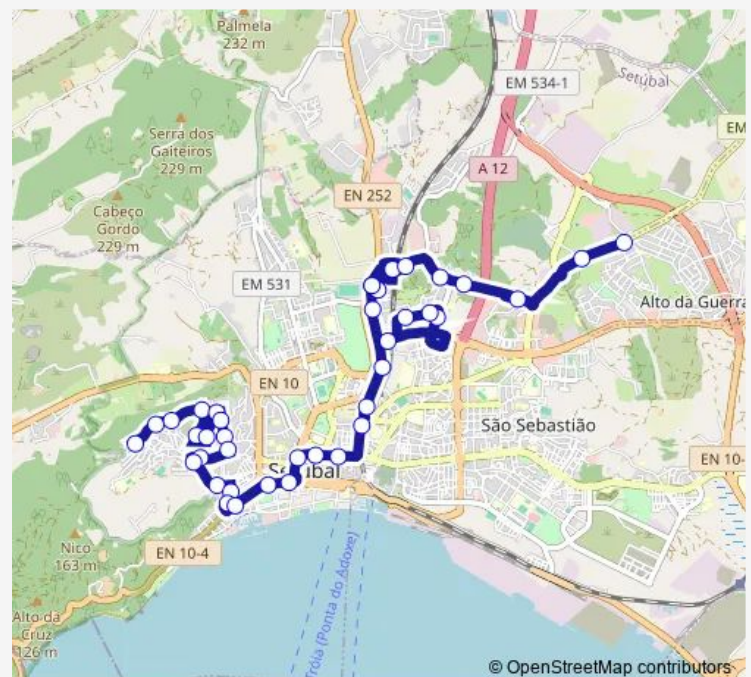 Palmela
232 m
Setúbal
EM 534-1
EM
Serra dos
Gaiteiros
229 m
A 12
EN 252
Cabeço
Gordo
229 m
EM 531
Alto da Guerra
EN 10
São Sebastião
EN 10-
Setúbal
EN 10-4
Nico
163 m
Alto da
Cruz
126 m
Tróia (Ponta do Adoxe)
© OpenStreetMap contributors